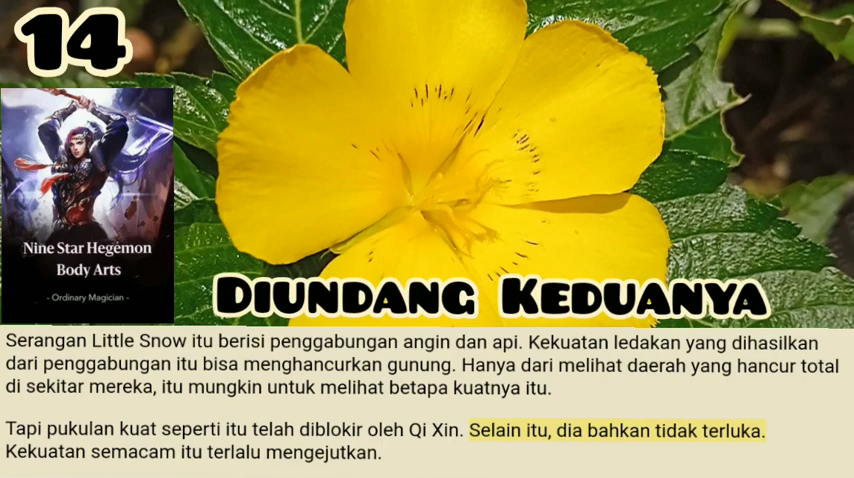 14
Nine Star Hegemon
Body Arts
- Ordinary Magician -
Diundang Keduanya
Serangan Little Snow itu berisi penggabungan angin dan api. Kekuatan ledakan yang dihasilkan
dari penggabungan itu bisa menghancurkan gunung. Hanya dari melihat daerah yang hancur total
di sekitar mereka, itu mungkin untuk melihat betapa kuatnya itu.
Tapi pukulan kuat seperti itu telah diblokir oleh Qi Xin. Selain itu, dia bahkan tidak terluka.
Kekuatan semacam itu terlalu mengejutkan.